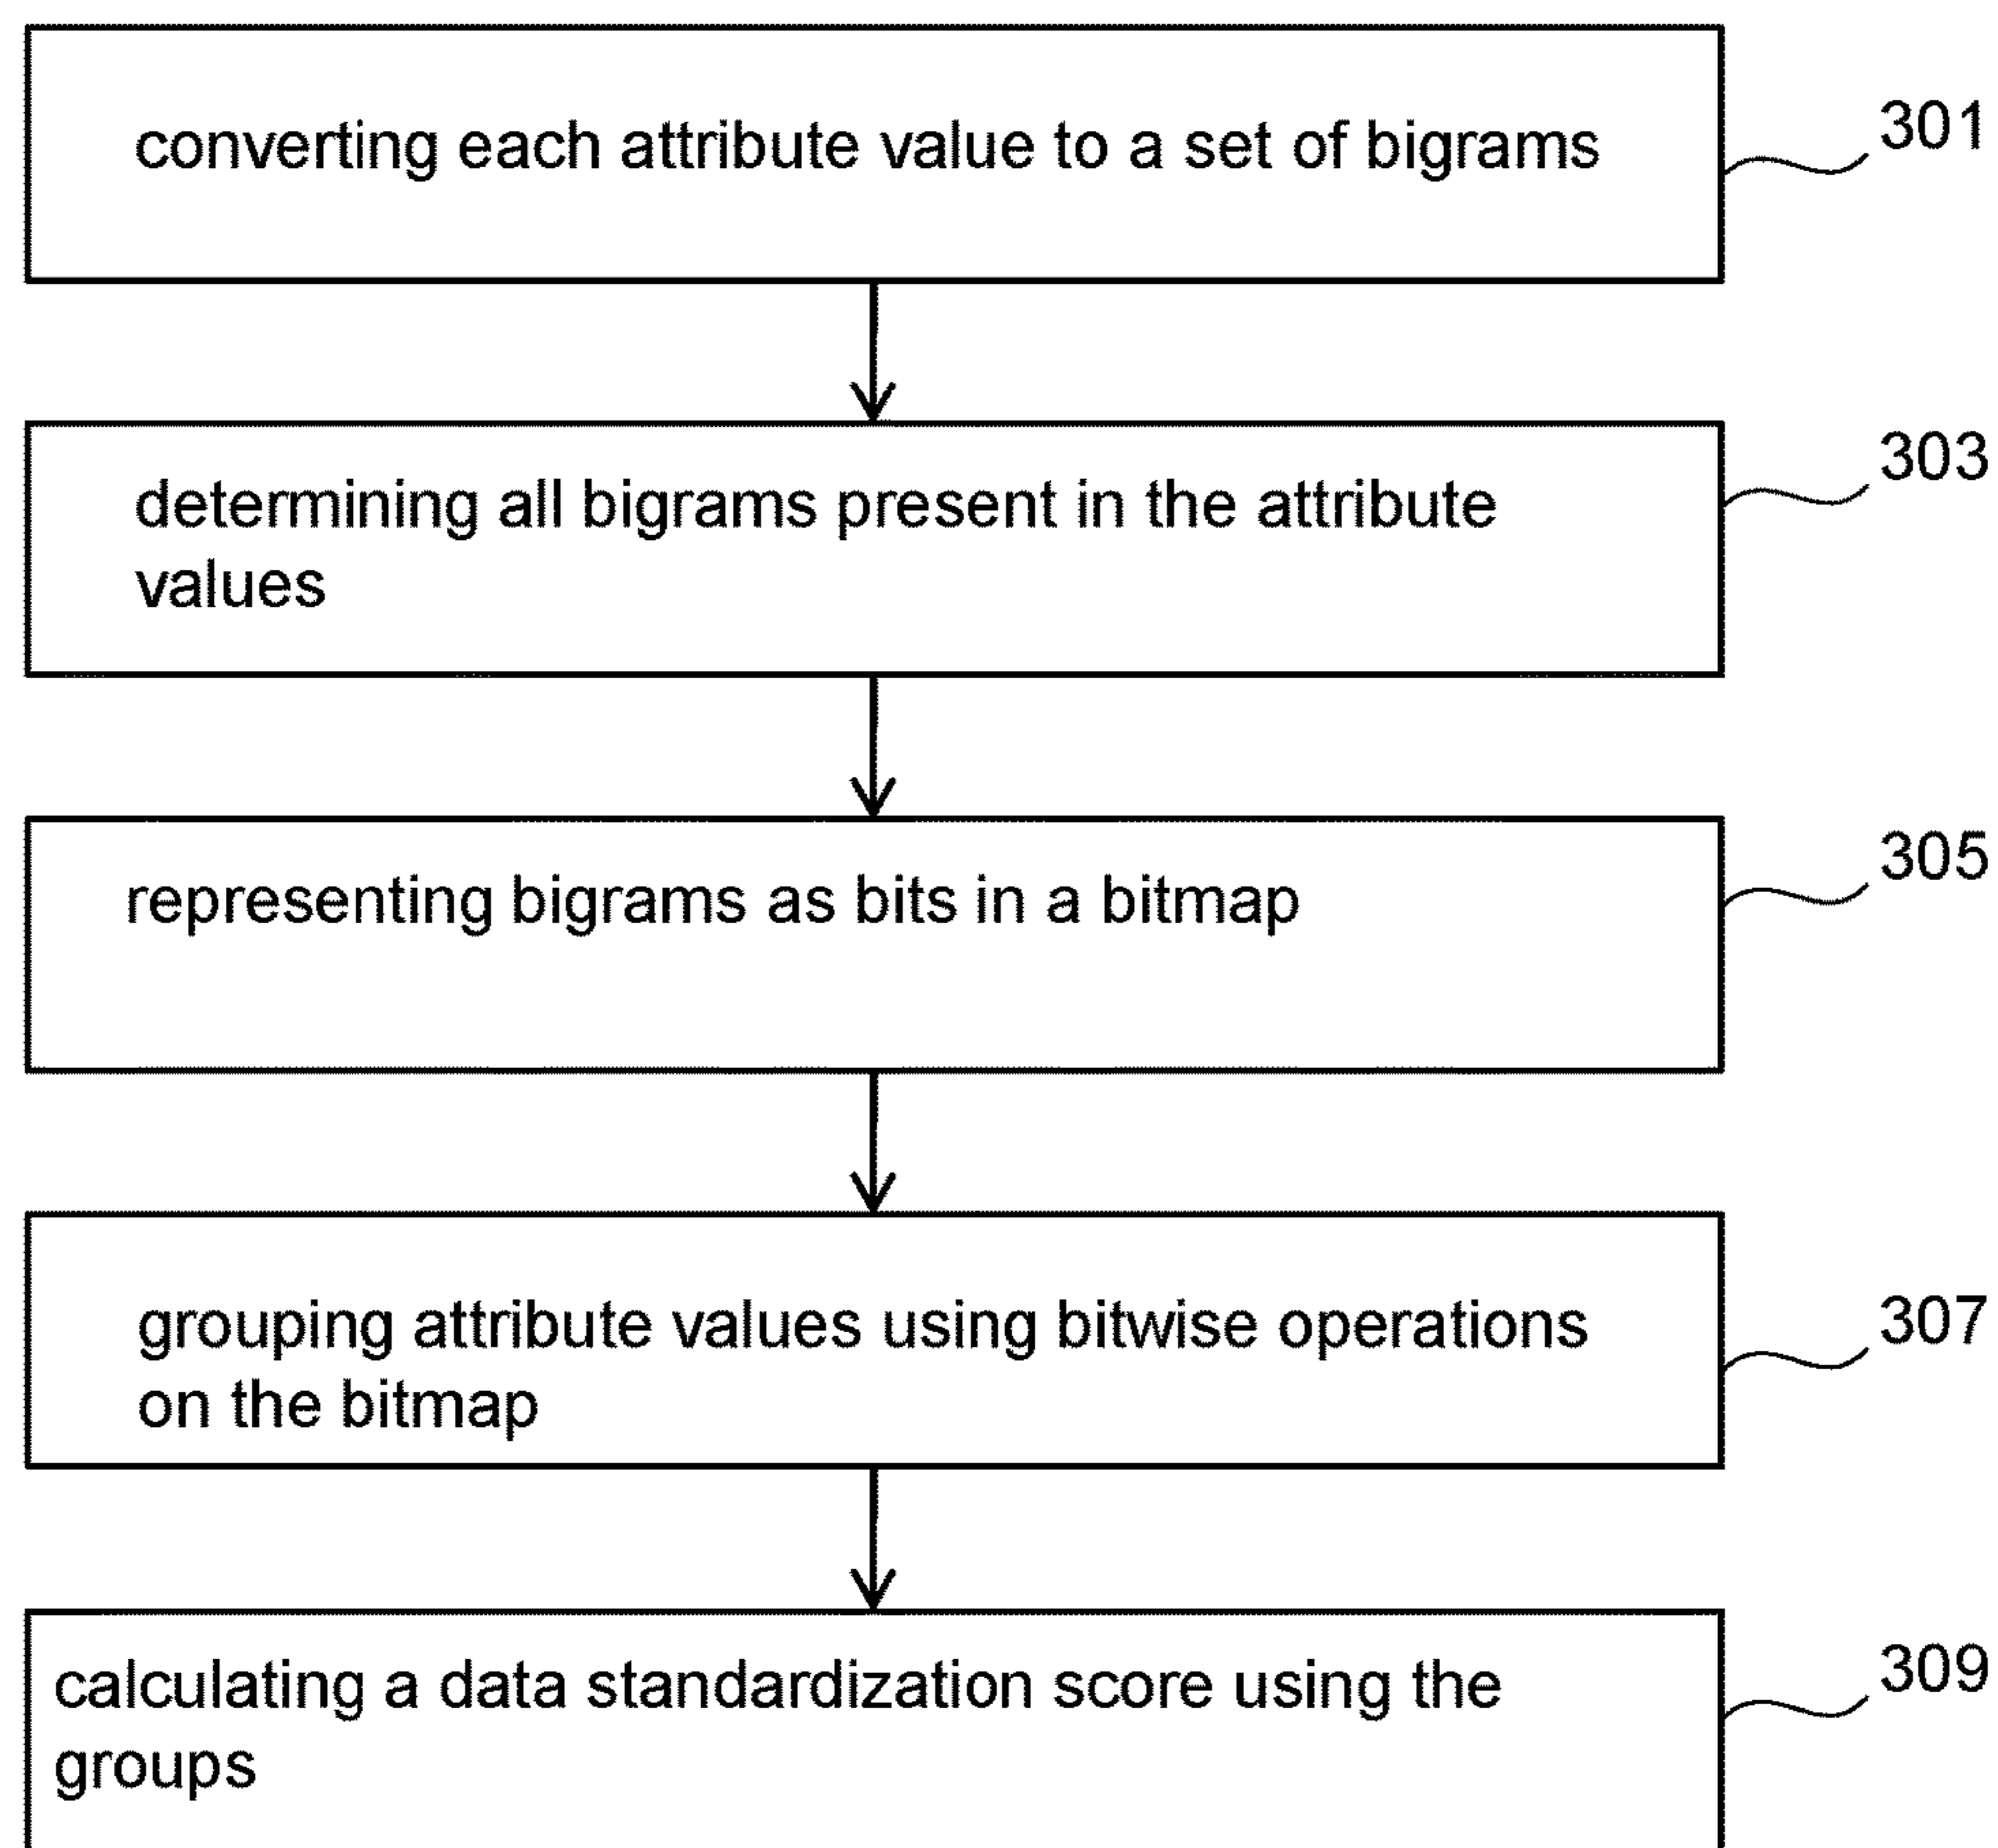 converting each attribute value to a set of bigrams
301
determining all bigrams present in the attribute
values
303
representing bigrams as bits in a bitmap
305
grouping attribute values using bitwise operations
on the bitmap
307
calculating a data standardization score using the
groups
309